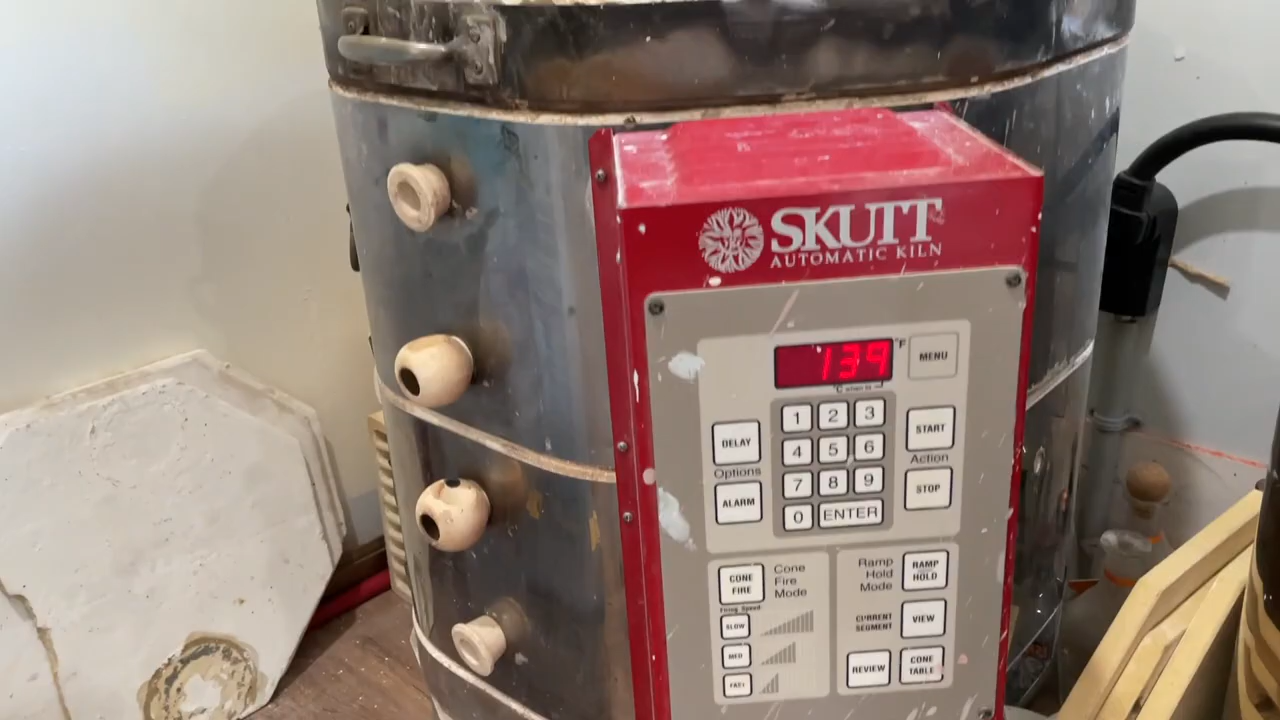 SKUTT
AUTOMATIC KILN
139 °F
MENU
°C when lit
1 2 3
4 5 6
7 8 9
0 ENTER
DELAY
Options
ALARM
START
Action
STOP
CONE FIRE
Cone
Fire
Mode
Firing Speed
SLOW
MED
FAST
Ramp
Hold
Mode
RAMP HOLD
CURRENT
SEGMENT
VIEW
REVIEW
CONE TABLE